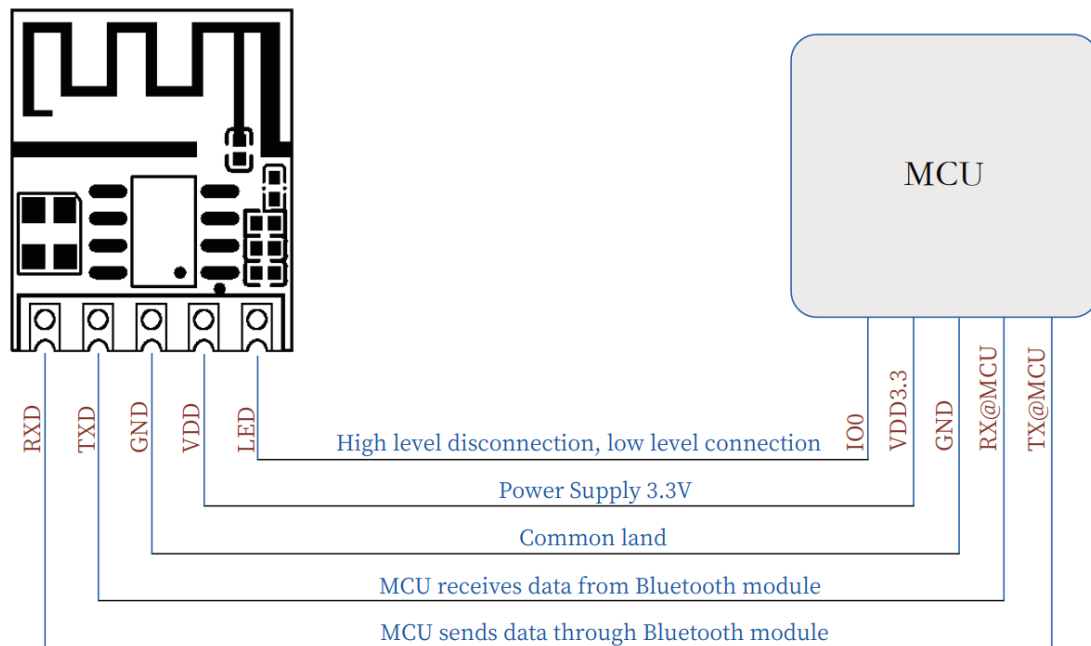 MCU
RXD
TXD
GND
VDD
LED
IO0
VDD3.3
GND
RX@MCU
TX@MCU
High level disconnection, low level connection
Power Supply 3.3V
Common land
MCU receives data from Bluetooth module
MCU sends data through Bluetooth module